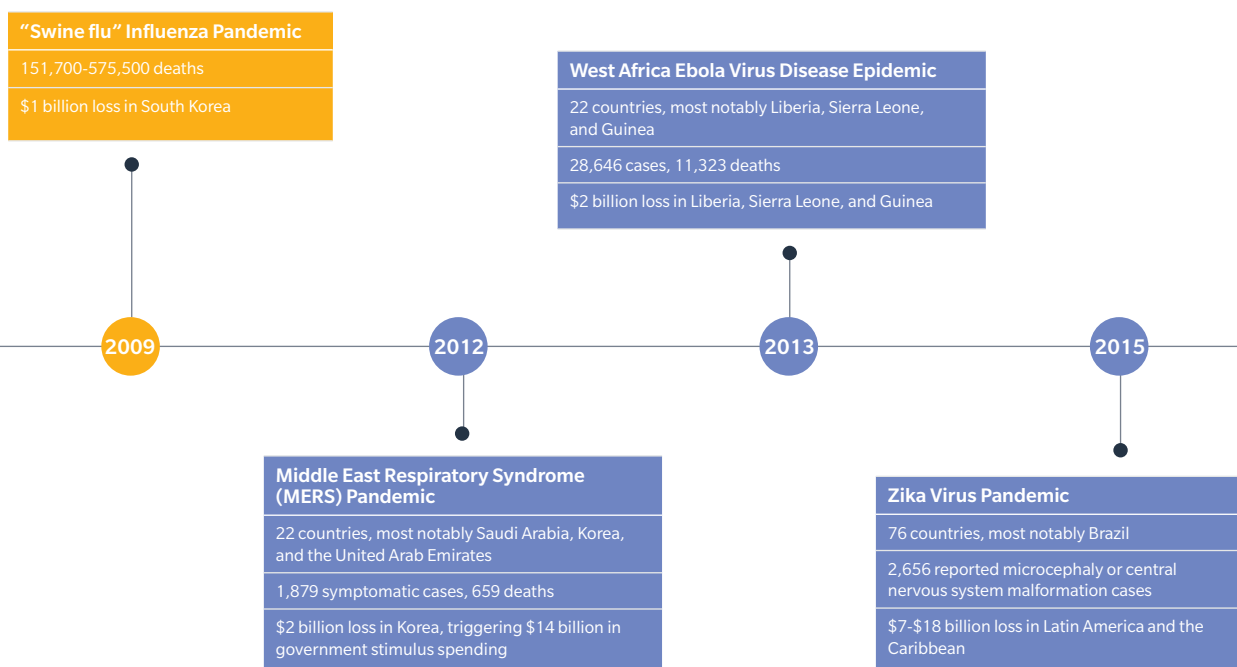 “Swine flu” Influenza Pandemic
151,700-575,500 deaths
$1 billion loss in South Korea
West Africa Ebola Virus Disease Epidemic
22 countries, most notably Liberia, Sierra Leone,
and Guinea
28,646 cases, 11,323 deaths
$2 billion loss in Liberia, Sierra Leone, and Guinea
2009
2012
2013
2015
Middle East Respiratory Syndrome
(MERS) Pandemic
22 countries, most notably Saudi Arabia, Korea,
and the United Arab Emirates
1,879 symptomatic cases, 659 deaths
$2 billion loss in Korea, triggering $14 billion in
government stimulus spending
Zika Virus Pandemic
76 countries, most notably Brazil
2,656 reported microcephaly or central
nervous system malformation cases
$7-$18 billion loss in Latin America and the
Caribbean